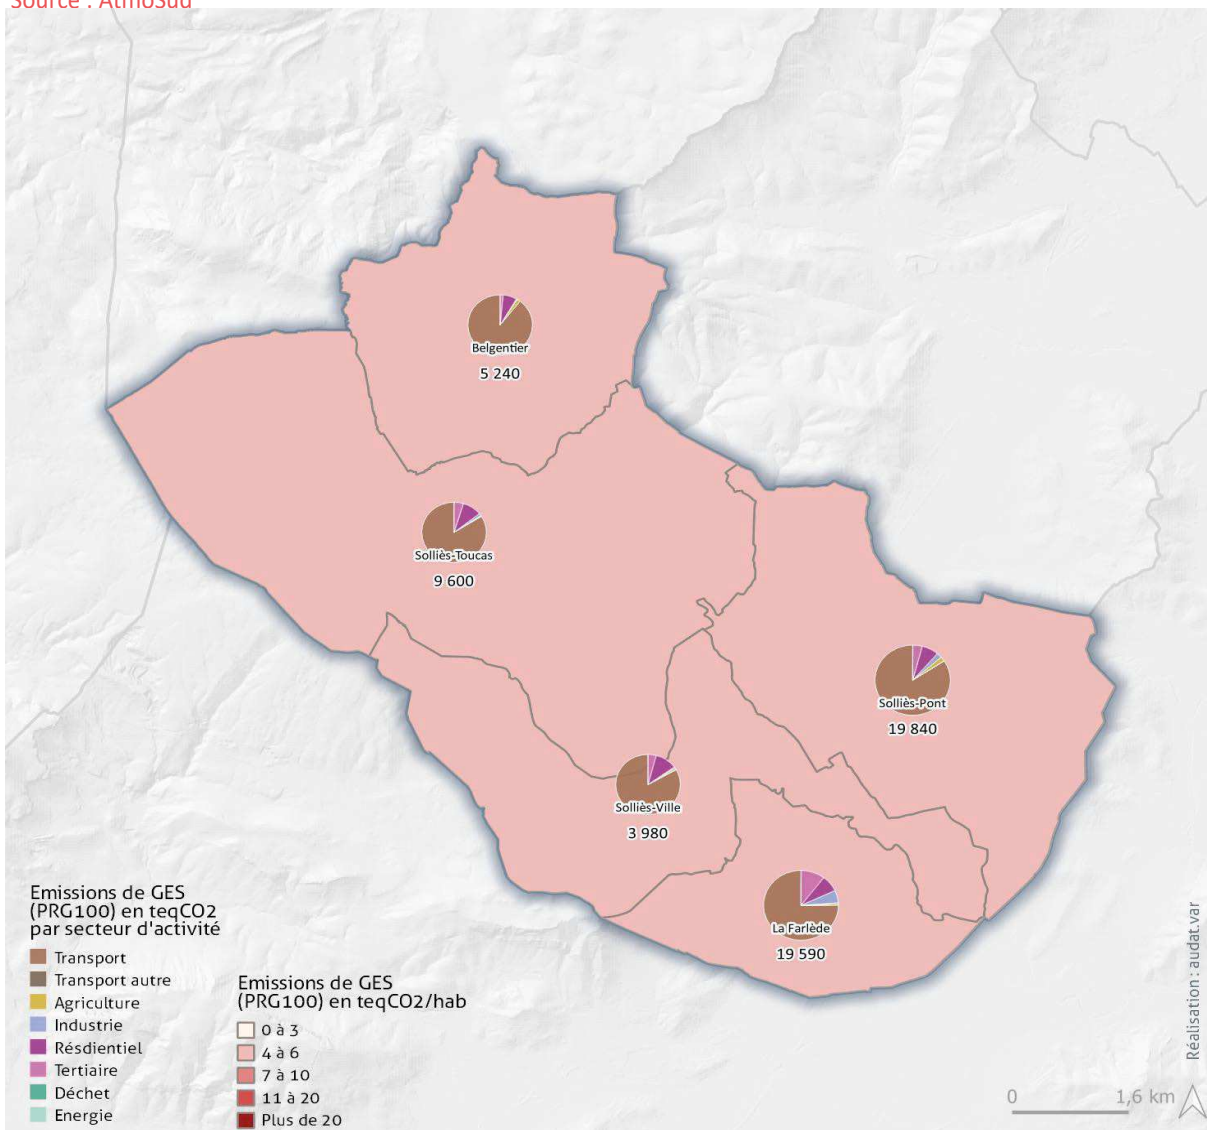 Source : AtmoSud
Belgentier
5 240
Solliès-Toucas
9 600
Solliès-Pont
19 840
Solliès-Ville
3 980
La Farlède
19 590
Emissions de GES
(PRG100) en teqCO2
par secteur d'activité
Transport
Transport autre
Agriculture
Industrie
Résdientiel
Tertiaire
Déchet
Energie
Emissions de GES
(PRG100) en teqCO2/hab
0 à 3
4 à 6
7 à 10
11 à 20
Plus de 20
0 1,6 km
Réalisation : audat.var